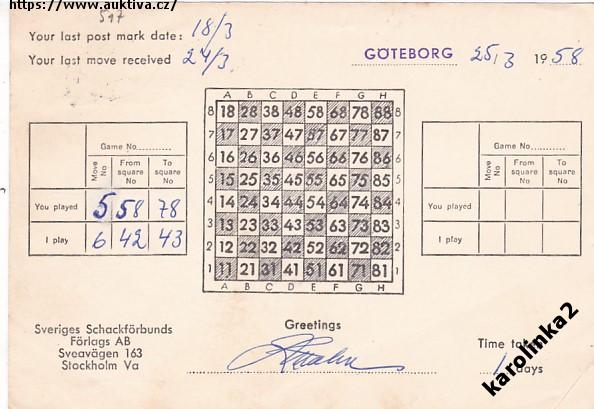 https://www.auktiva.cz/
517
Your last post mark date: 18/3
Your last move received 24/3
GÖTEBORG 25/3 1958
A B C D E F G H
8 18 28 38 48 58 68 78 88 8
7 17 27 37 47 57 67 77 87 7
6 16 26 36 46 56 66 76 86 6
5 15 25 35 45 55 65 75 85 5
4 14 24 34 44 54 64 74 84 4
3 13 23 33 43 53 63 73 83 3
2 12 22 32 42 52 62 72 82 2
1 11 21 31 41 51 61 71 81 1
A B C D E F G H
Game No..........
Move No From square No To square No
You played 5 58 78
I play 6 42 43
Game No..........
Move No From square No To square No
You played
I play
Sveriges Schackförbunds
Förlags AB
Sveavägen 163
Stockholm Va
Greetings
Time taken
1 days
karolinka2